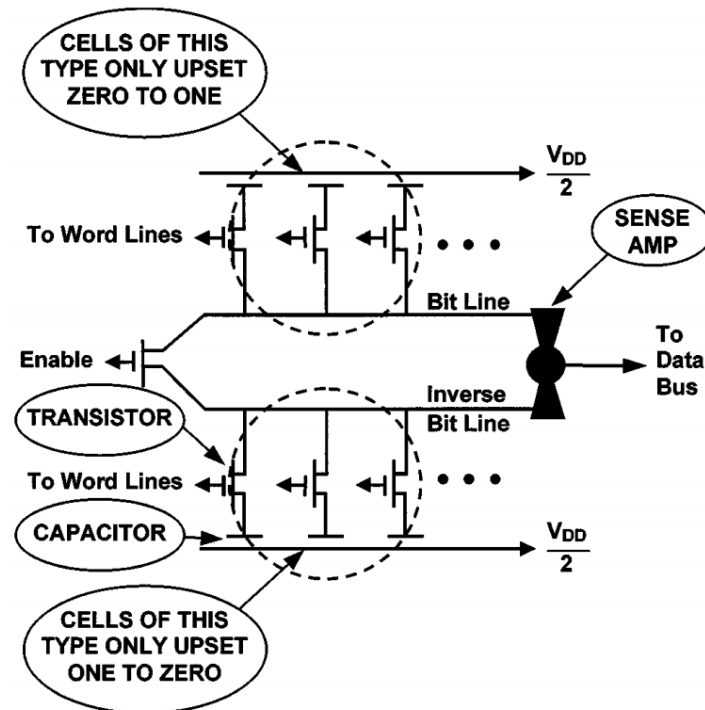 CELLS OF THIS
TYPE ONLY UPSET
ZERO TO ONE
VDD
2
To Word Lines
SENSE
AMP
Bit Line
Enable
To
Data
Bus
Inverse
Bit Line
TRANSISTOR
To Word Lines
CAPACITOR
VDD
2
CELLS OF THIS
TYPE ONLY UPSET
ONE TO ZERO